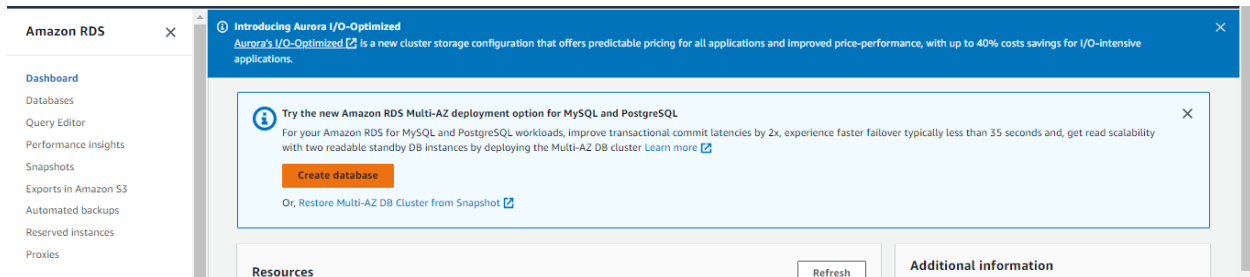 Amazon RDS
Dashboard
Databases
Query Editor
Performance insights
Snapshots
Exports in Amazon S3
Automated backups
Reserved instances
Proxies
Introducing Aurora I/O-Optimized
Aurora's I/O-Optimized is a new cluster storage configuration that offers predictable pricing for all applications and improved price-performance, with up to 40% costs savings for I/O-intensive
applications.
Try the new Amazon RDS Multi-AZ deployment option for MySQL and PostgreSQL
For your Amazon RDS for MySQL and PostgreSQL workloads, improve transactional commit latencies by 2x, experience faster failover typically less than 35 seconds and, get read scalability
with two readable standby DB instances by deploying the Multi-AZ DB cluster Learn more
Create database
Or, Restore Multi-AZ DB Cluster from Snapshot
Resources
Refresh
Additional information